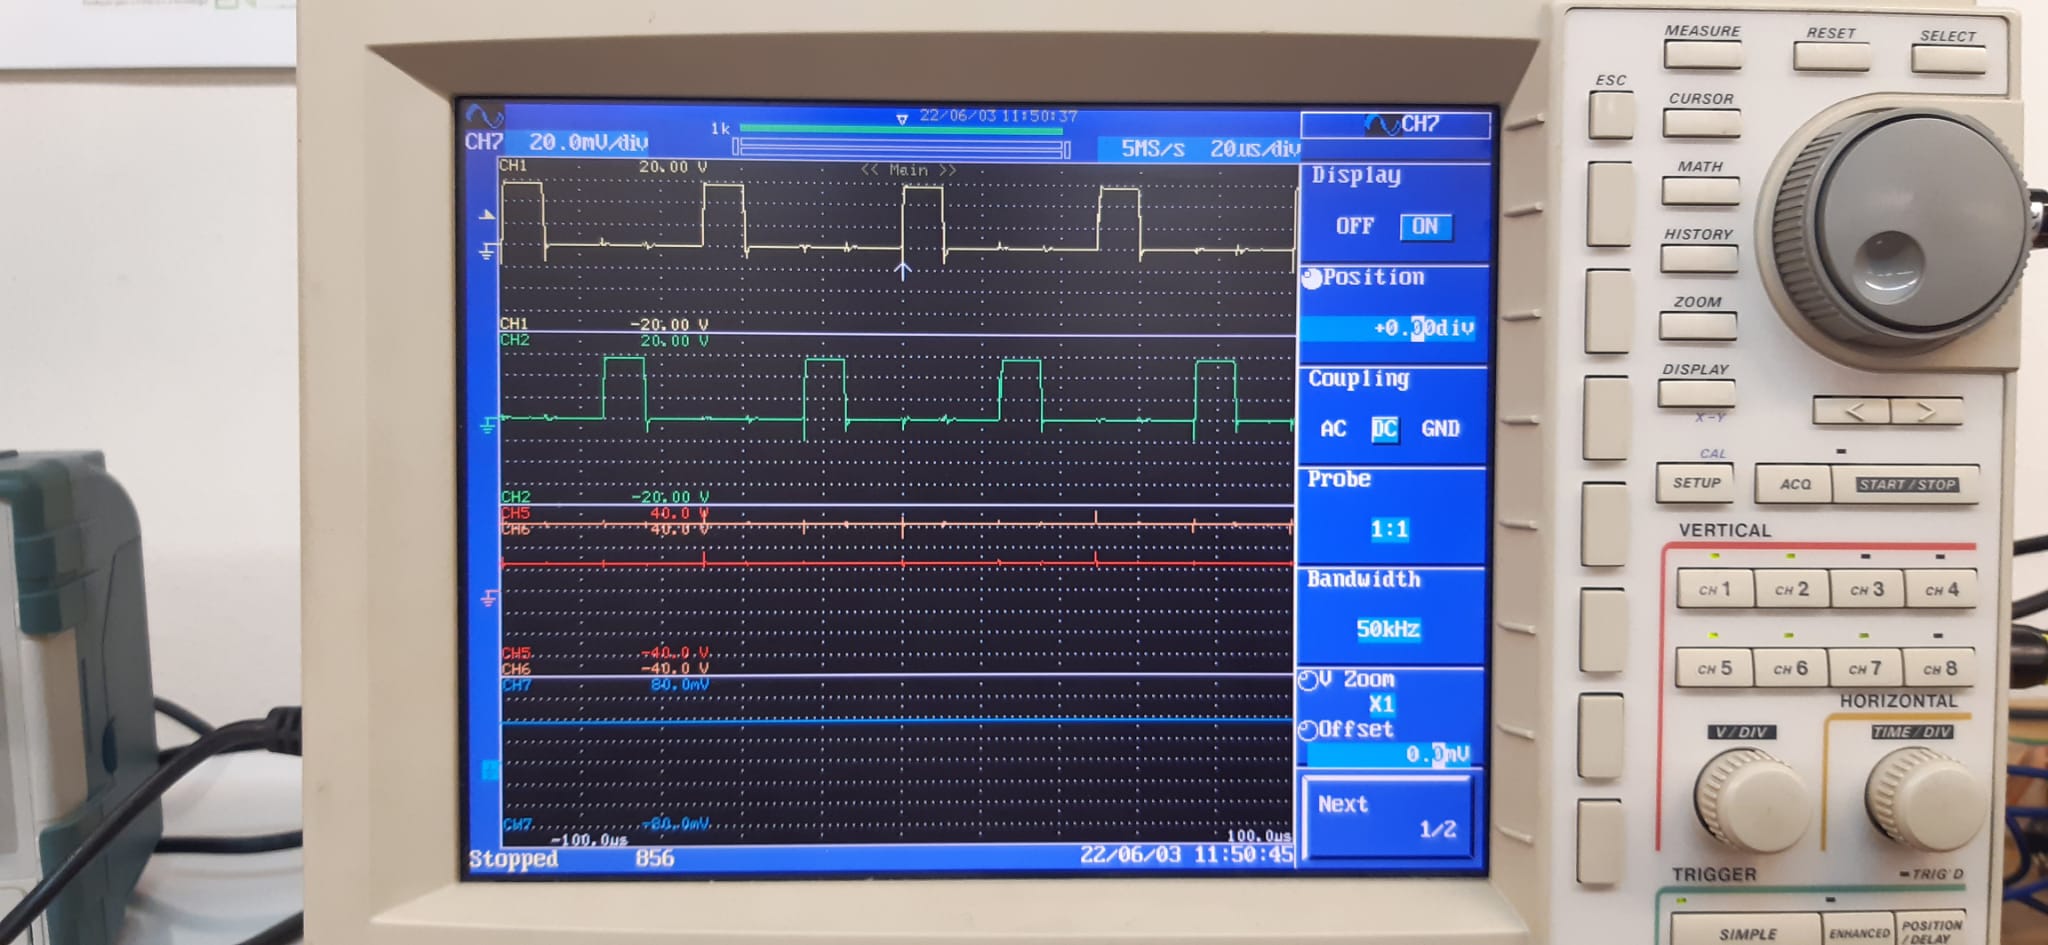 22/06/03 11:50:37
1k
CH7 20.0mV/div
5MS/s 20us/div
<< Main >>
CH1 20.00 V
CH1 -20.00 V
CH2 20.00 V
CH2 -20.00 V
CH5 40.0 V
CH6 40.0 V
CH5 -40.0 V
CH6 -40.0 V
CH7 80.0mV
CH7 -80.0mV
-100.0us 100.0us
Stopped 856
22/06/03 11:50:45
CH7
Display
OFF ON
Position
+0.00div
Coupling
AC DC GND
Probe
1:1
Bandwidth
50kHz
V Zoom
X1
Offset
0.0mV
Next
1/2
ESC
MEASURE
RESET
SELECT
CURSOR
MATH
HISTORY
ZOOM
DISPLAY
X-Y
< >
CAL
SETUP
ACQ
START/STOP
VERTICAL
CH 1 CH 2 CH 3 CH 4
CH 5 CH 6 CH 7 CH 8
HORIZONTAL
V/DIV
TIME/DIV
TRIGGER
TRIG'D
SIMPLE
ENHANCED
POSITION
/DELAY